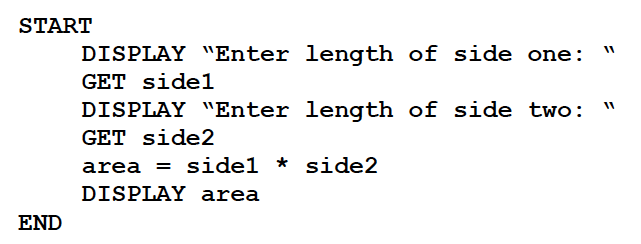 START
DISPLAY “Enter length of side one: “
GET side1
DISPLAY “Enter length of side two: “
GET side2
area = side1 * side2
DISPLAY area
END